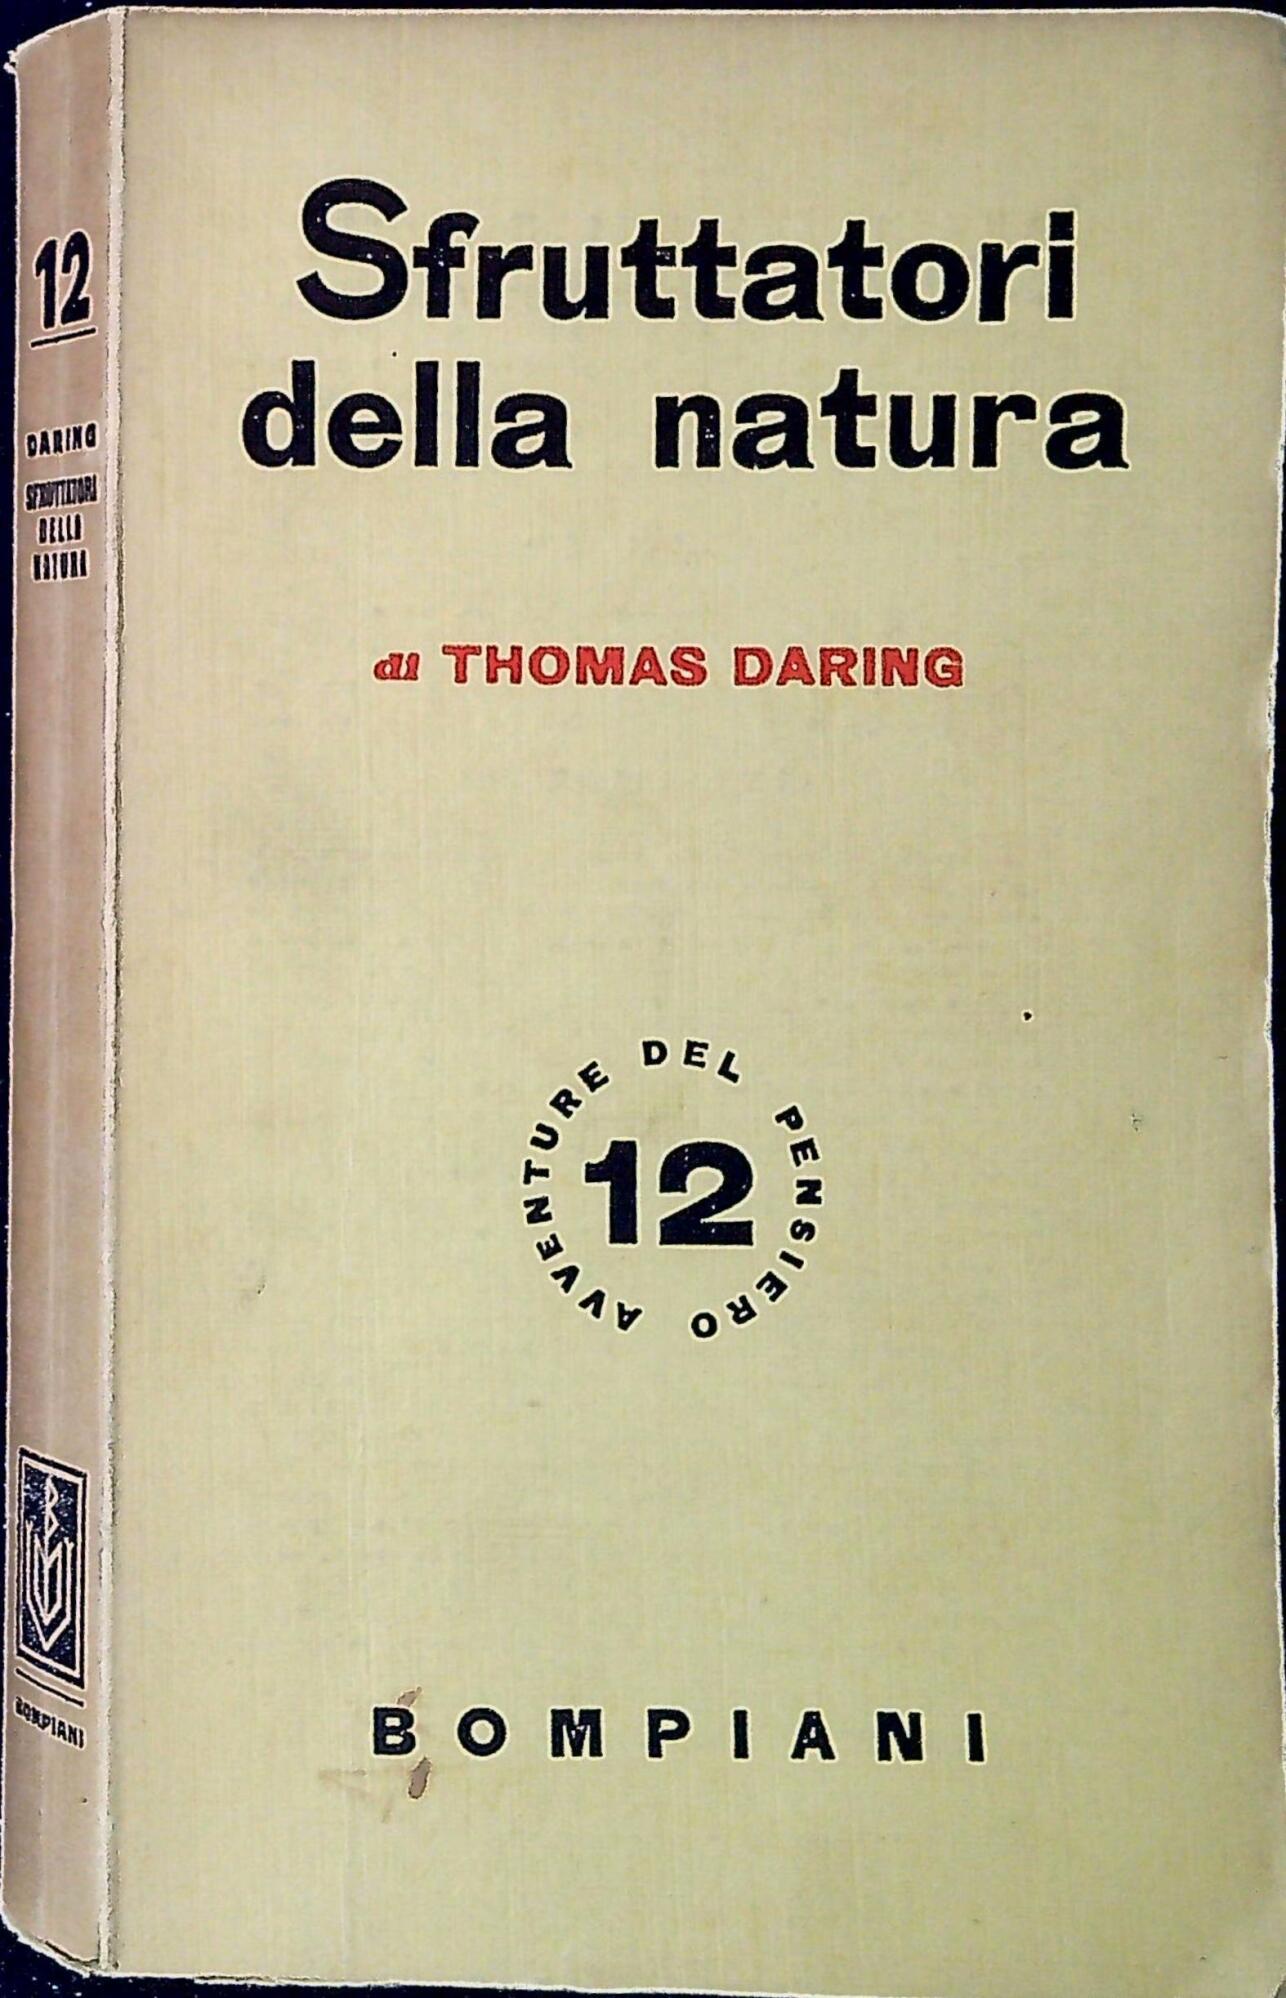 12
DARING
SFRUTTATORI
DELLA
NATURA
BOMPIANI
Sfruttatori
della natura
di THOMAS DARING
AVVENTURE DEL PENSIERO
12
BOMPIANI